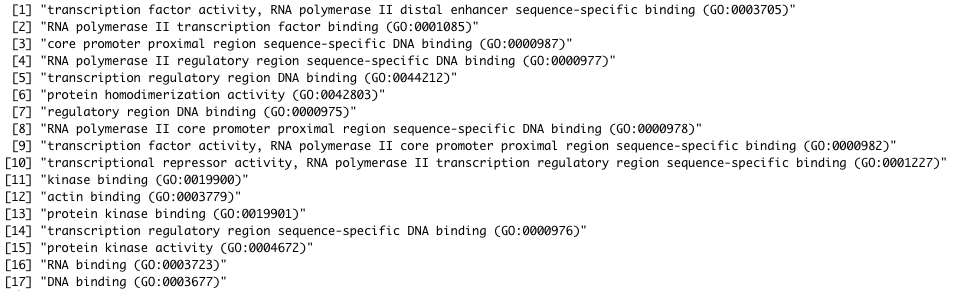 [1] "transcription factor activity, RNA polymerase II distal enhancer sequence-specific binding (GO:0003705)"
[2] "RNA polymerase II transcription factor binding (GO:0001085)"
[3] "core promoter proximal region sequence-specific DNA binding (GO:0000987)"
[4] "RNA polymerase II regulatory region sequence-specific DNA binding (GO:0000977)"
[5] "transcription regulatory region DNA binding (GO:0044212)"
[6] "protein homodimerization activity (GO:0042803)"
[7] "regulatory region DNA binding (GO:0000975)"
[8] "RNA polymerase II core promoter proximal region sequence-specific DNA binding (GO:0000978)"
[9] "transcription factor activity, RNA polymerase II core promoter proximal region sequence-specific binding (GO:0000982)"
[10] "transcriptional repressor activity, RNA polymerase II transcription regulatory region sequence-specific binding (GO:0001227)"
[11] "kinase binding (GO:0019900)"
[12] "actin binding (GO:0003779)"
[13] "protein kinase binding (GO:0019901)"
[14] "transcription regulatory region sequence-specific DNA binding (GO:0000976)"
[15] "protein kinase activity (GO:0004672)"
[16] "RNA binding (GO:0003723)"
[17] "DNA binding (GO:0003677)"